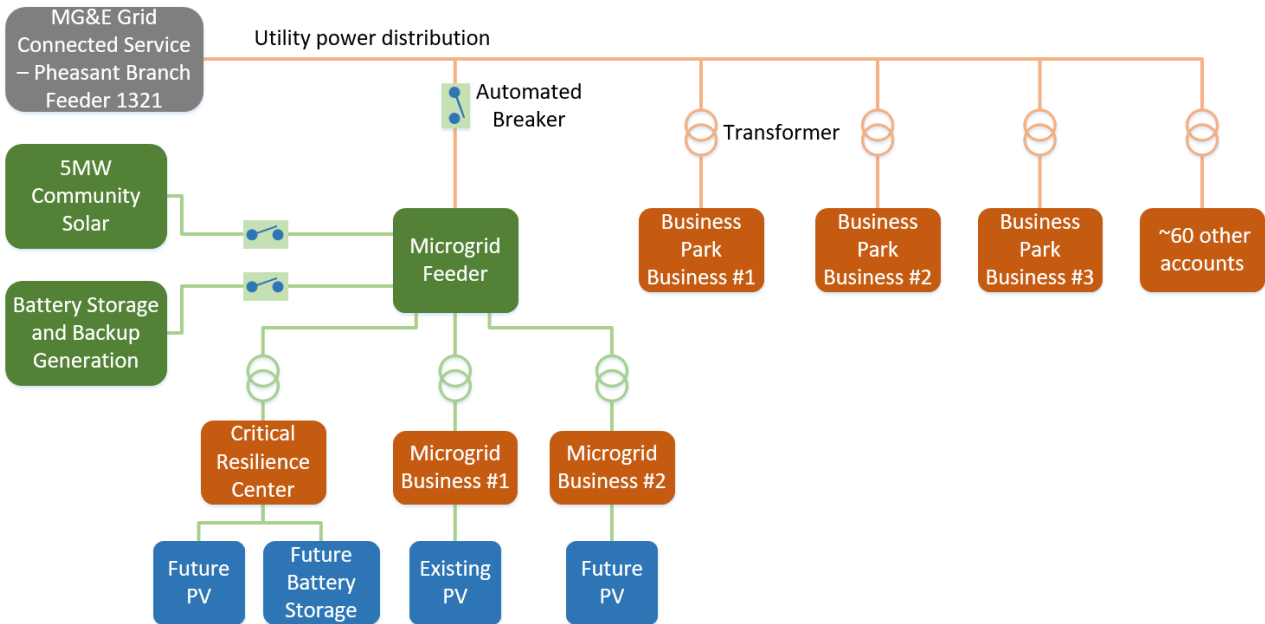 MG&E Grid
Connected Service
– Pheasant Branch
Feeder 1321
Utility power distribution
Automated
Breaker
Transformer
5MW
Community
Solar
Battery Storage
and Backup
Generation
Microgrid
Feeder
Business
Park
Business #1
Business
Park
Business #2
Business
Park
Business #3
~60 other
accounts
Critical
Resilience
Center
Microgrid
Business #1
Microgrid
Business #2
Future
PV
Future
Battery
Storage
Existing
PV
Future
PV